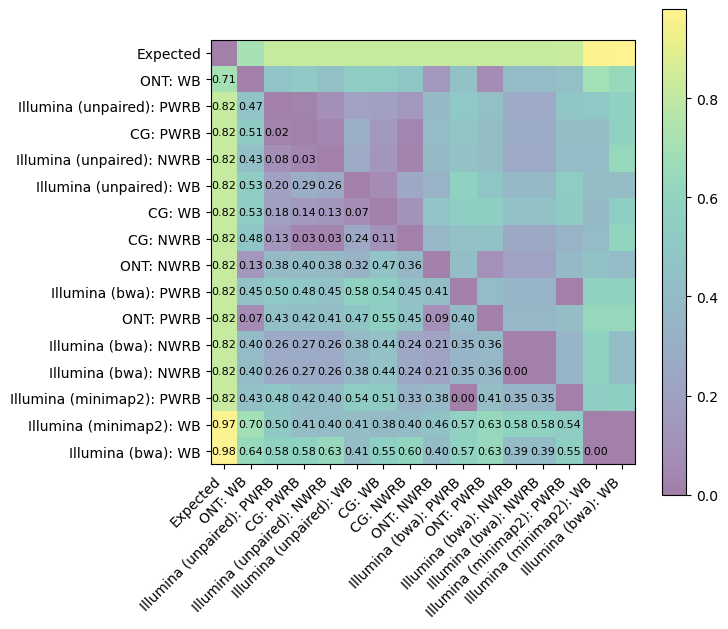 Expected
ONT: WB 0.71
Illumina (unpaired): PWRB 0.82 0.47
CG: PWRB 0.82 0.51 0.02
Illumina (unpaired): NWRB 0.82 0.43 0.08 0.03
Illumina (unpaired): WB 0.82 0.53 0.20 0.29 0.26
CG: WB 0.82 0.53 0.18 0.14 0.13 0.07
CG: NWRB 0.82 0.48 0.13 0.03 0.03 0.24 0.11
ONT: NWRB 0.82 0.13 0.38 0.40 0.38 0.32 0.47 0.36
Illumina (bwa): PWRB 0.82 0.45 0.50 0.48 0.45 0.58 0.54 0.45 0.41
ONT: PWRB 0.82 0.07 0.43 0.42 0.41 0.47 0.55 0.45 0.09 0.40
Illumina (bwa): NWRB 0.82 0.40 0.26 0.27 0.26 0.38 0.44 0.24 0.21 0.35 0.36
Illumina (bwa): NWRB 0.82 0.40 0.26 0.27 0.26 0.38 0.44 0.24 0.21 0.35 0.36 0.00
Illumina (minimap2): PWRB 0.82 0.43 0.48 0.42 0.40 0.54 0.51 0.33 0.38 0.00 0.41 0.35 0.35
Illumina (minimap2): WB 0.97 0.70 0.50 0.41 0.40 0.41 0.38 0.40 0.46 0.57 0.63 0.58 0.58 0.54
Illumina (bwa): WB 0.98 0.64 0.58 0.58 0.63 0.41 0.55 0.60 0.40 0.57 0.63 0.39 0.39 0.55 0.00
Expected
ONT: WB
Illumina (unpaired): PWRB
CG: PWRB
Illumina (unpaired): NWRB
Illumina (unpaired): WB
CG: WB
CG: NWRB
ONT: NWRB
Illumina (bwa): PWRB
ONT: PWRB
Illumina (bwa): NWRB
Illumina (bwa): NWRB
Illumina (minimap2): PWRB
Illumina (minimap2): WB
Illumina (bwa): WB
0.8
0.6
0.4
0.2
0.0